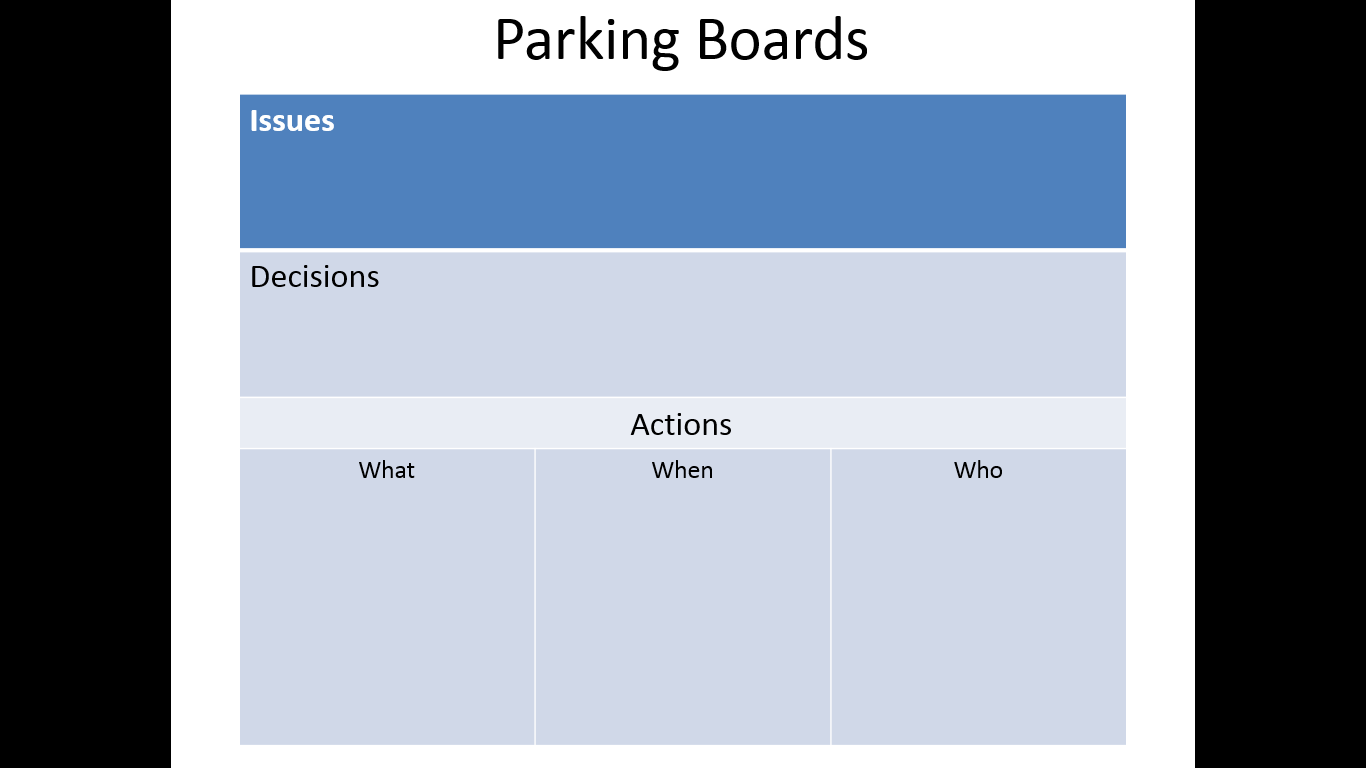 Parking Boards
Issues
Decisions
Actions
What When Who